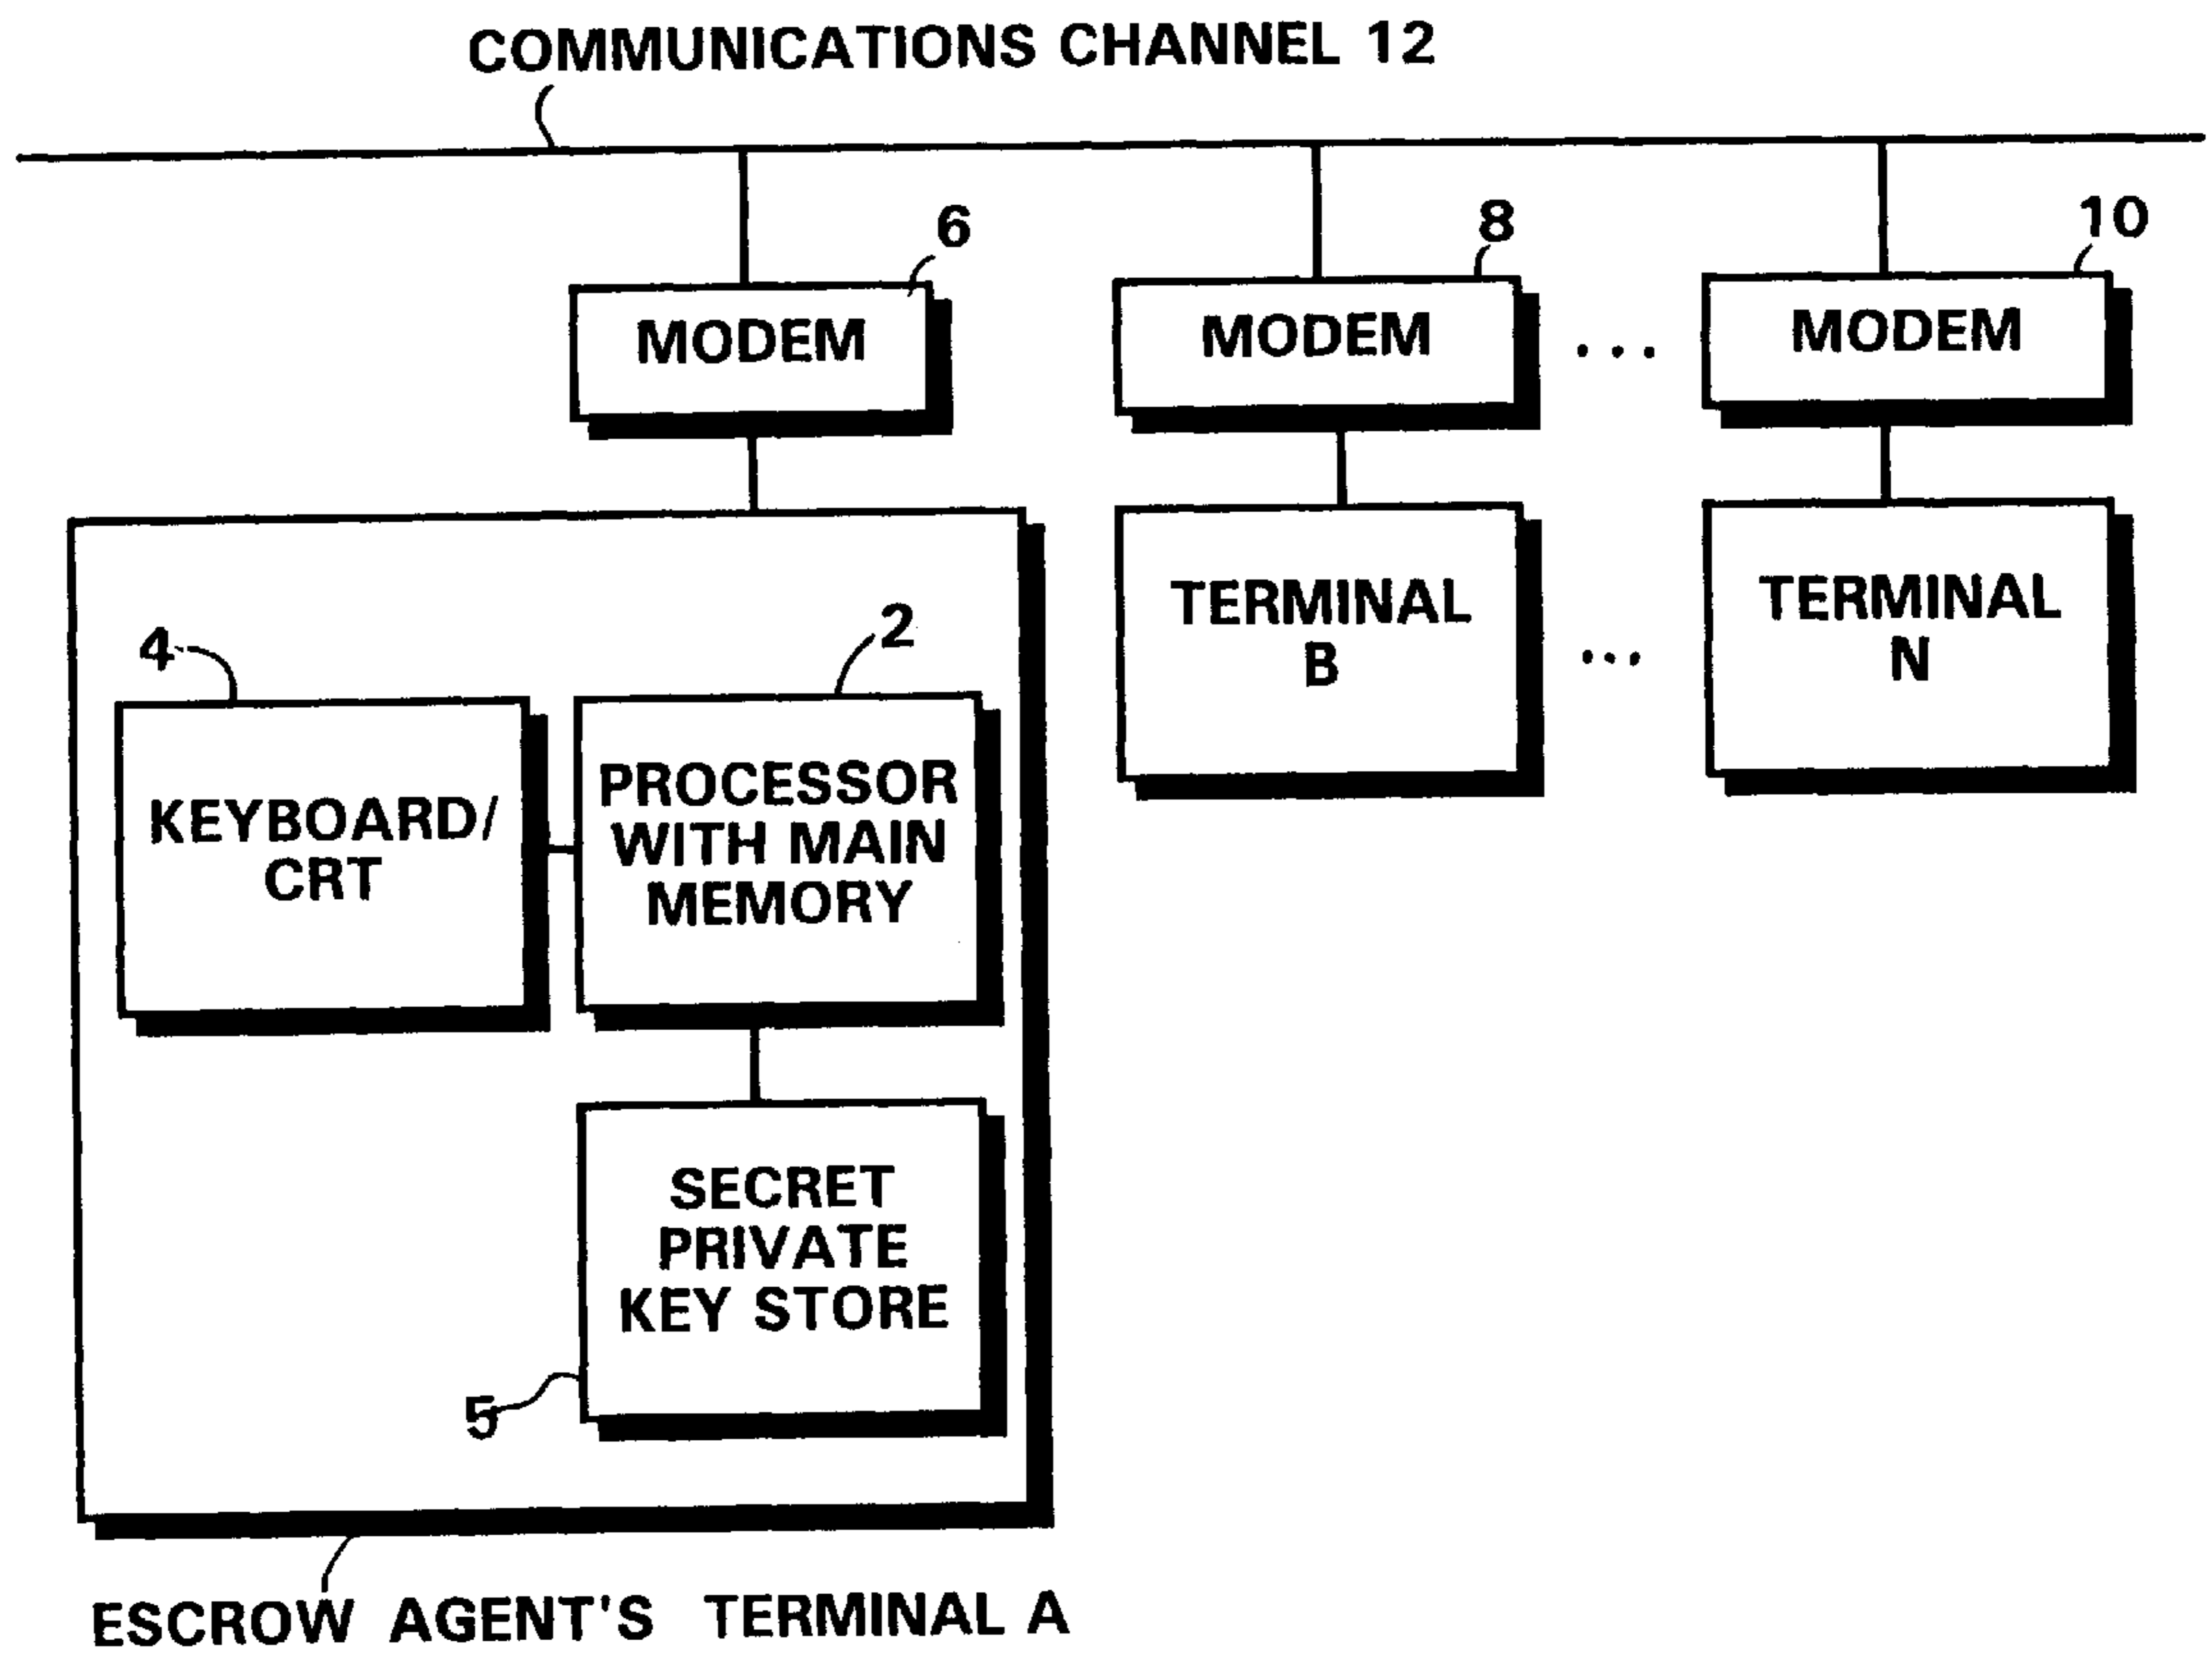 COMMUNICATIONS CHANNEL 12
6
8
10
MODEM
MODEM
...
MODEM
TERMINAL
B
...
TERMINAL
N
4
2
KEYBOARD/
CRT
PROCESSOR
WITH MAIN
MEMORY
SECRET
PRIVATE
KEY STORE
5
ESCROW AGENT'S TERMINAL A